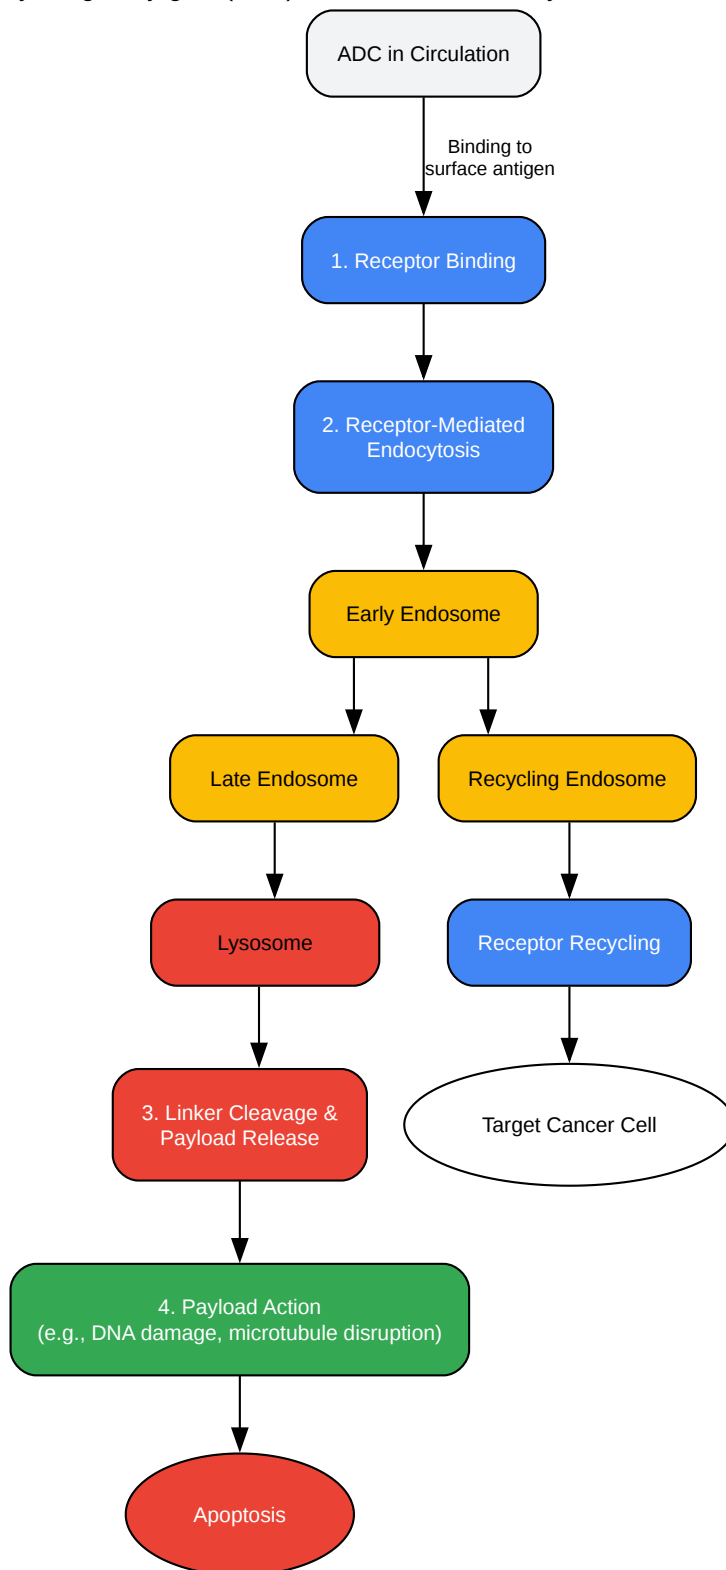 ADC in Circulation
Binding to
surface antigen
1. Receptor Binding
2. Receptor-Mediated
Endocytosis
Early Endosome
Late Endosome
Recycling Endosome
Lysosome
Receptor Recycling
3. Linker Cleavage &
Payload Release
Target Cancer Cell
4. Payload Action
(e.g., DNA damage, microtubule disruption)
Apoptosis